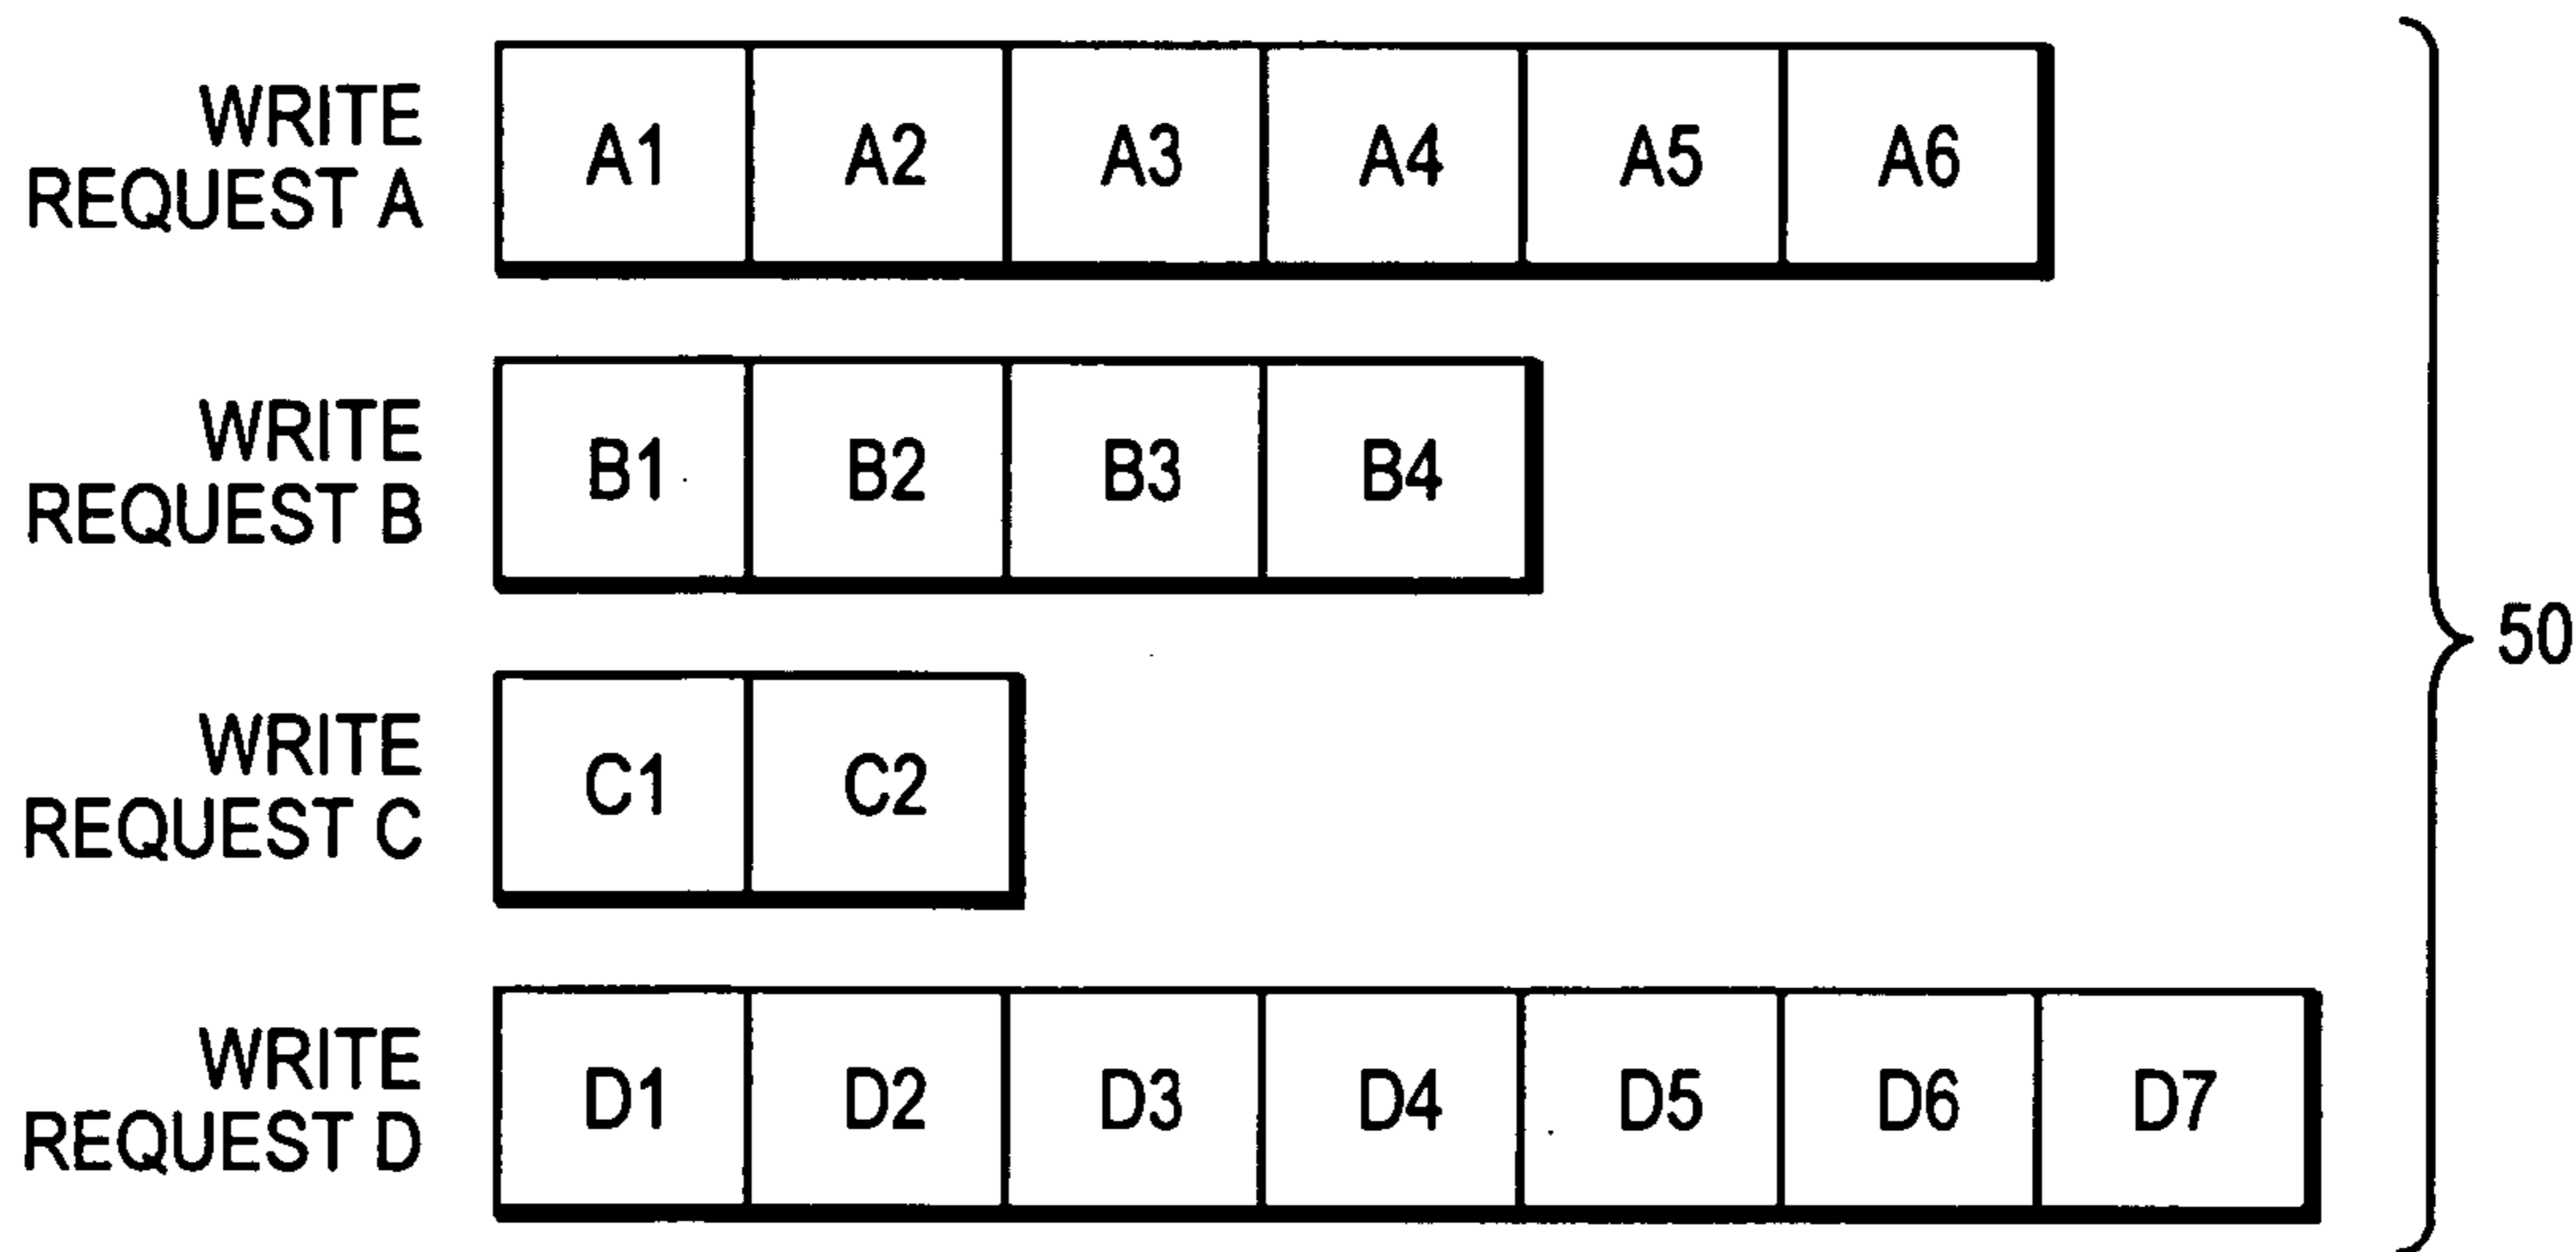 WRITE
REQUEST A
A1 A2 A3 A4 A5 A6
WRITE
REQUEST B
B1 B2 B3 B4
50
WRITE
REQUEST C
C1 C2
WRITE
REQUEST D
D1 D2 D3 D4 D5 D6 D7